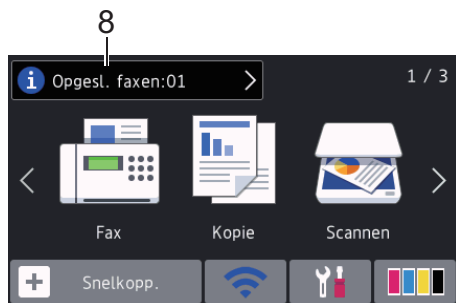 8
Opgesl. faxen:01
1 / 3
Fax Kopie Scannen
Snelkopp.